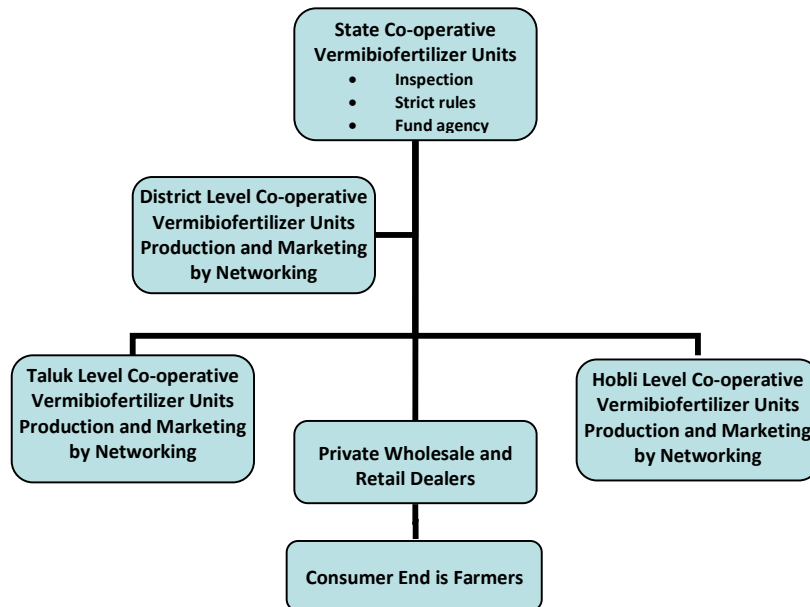 State Co-operative
Vermibiofertilizer Units
• Inspection
• Strict rules
• Fund agency
District Level Co-operative
Vermibiofertilizer Units
Production and Marketing
by Networking
Taluk Level Co-operative
Vermibiofertilizer Units
Production and Marketing
by Networking
Private Wholesale and
Retail Dealers
Hobli Level Co-operative
Vermibiofertilizer Units
Production and Marketing
by Networking
Consumer End is Farmers